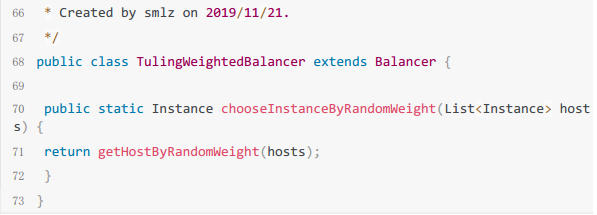 66 * Created by smlz on 2019/11/21.
67 */
68 public class TulingWeightedBalancer extends Balancer {
69
70 public static Instance chooseInstanceByRandomWeight(List<Instance> host
s) {
71 return getHostByRandomWeight(hosts);
72 }
73 }